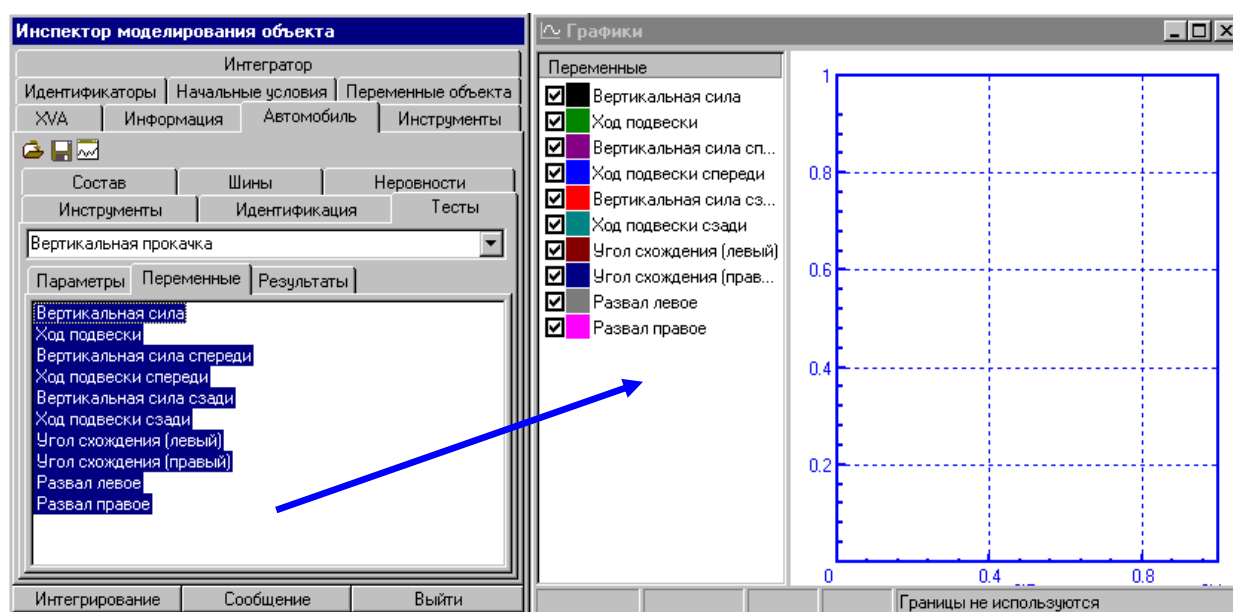 Инспектор моделирования объекта
Интегратор
Идентификаторы Начальные условия Переменные объекта
XVA Информация Автомобиль Инструменты
Состав Шины Неровности
Инструменты Идентификация Тесты
Вертикальная прокачка
Параметры Переменные Результаты
Вертикальная сила
Ход подвески
Вертикальная сила спереди
Ход подвески спереди
Вертикальная сила сзади
Ход подвески сзади
Угол схождения (левый)
Угол схождения (правый)
Развал левое
Развал правое
Интегрирование Сообщение Выйти
Графики
Переменные
Вертикальная сила
Ход подвески
Вертикальная сила сп...
Ход подвески спереди
Вертикальная сила сз...
Ход подвески сзади
Угол схождения (левый)
Угол схождения (прав...
Развал левое
Развал правое
1
0.8
0.6
0.4
0.2
0 0.4 0.8
Границы не используются